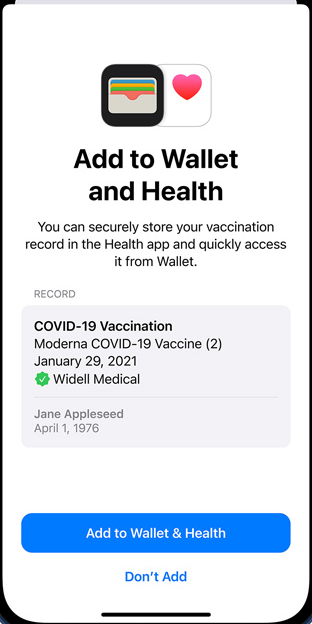 Add to Wallet
and Health
You can securely store your vaccination
record in the Health app and quickly access
it from Wallet.
RECORD
COVID-19 Vaccination
Moderna COVID-19 Vaccine (2)
January 29, 2021
Widell Medical
Jane Appleseed
April 1, 1976
Add to Wallet & Health
Don’t Add